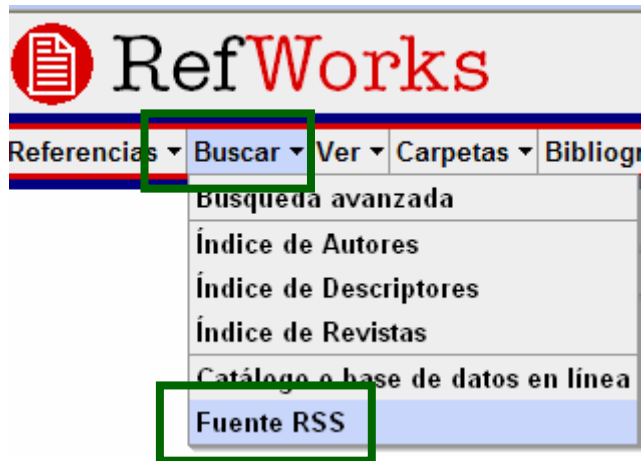 RefWorks
Referencias Buscar Ver Carpetas Bibliogr
Búsqueda avanzada
Índice de Autores
Índice de Descriptores
Índice de Revistas
Catálogo o base de datos en línea
Fuente RSS